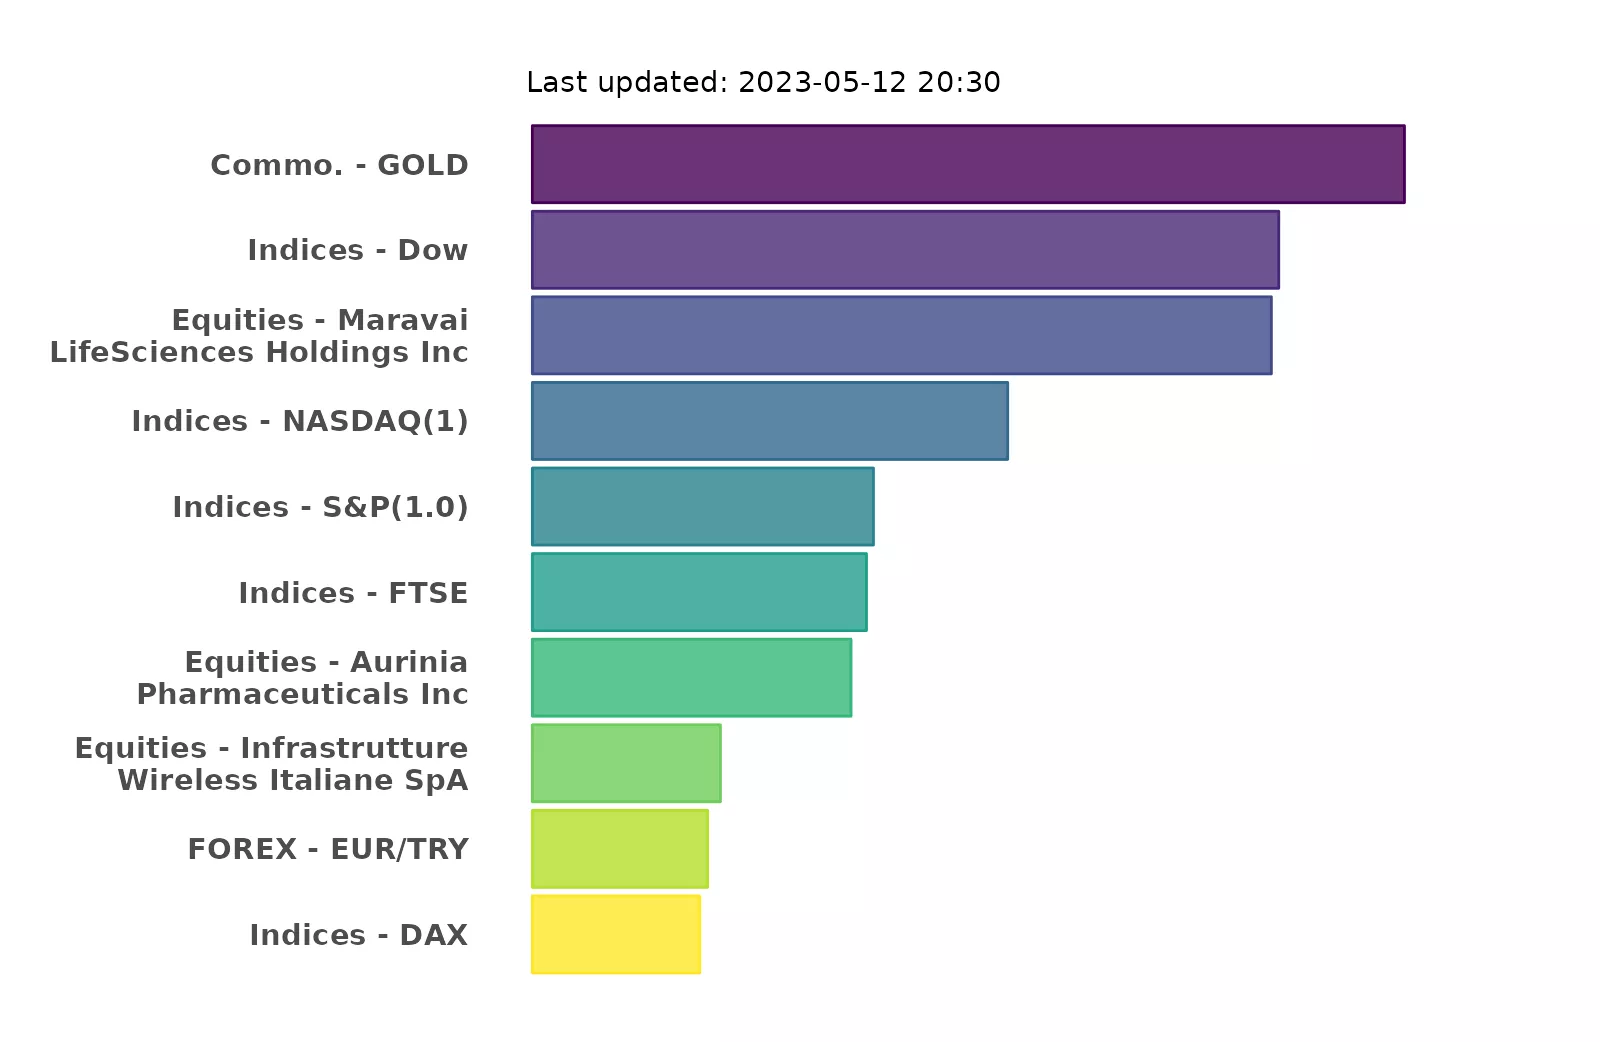 Last updated: 2023-05-12 20:30
Commo. - GOLD
Indices - Dow
Equities - Maravai
LifeSciences Holdings Inc
Indices - NASDAQ(1)
Indices - S&P(1.0)
Indices - FTSE
Equities - Aurinia
Pharmaceuticals Inc
Equities - Infrastrutture
Wireless Italiane SpA
FOREX - EUR/TRY
Indices - DAX